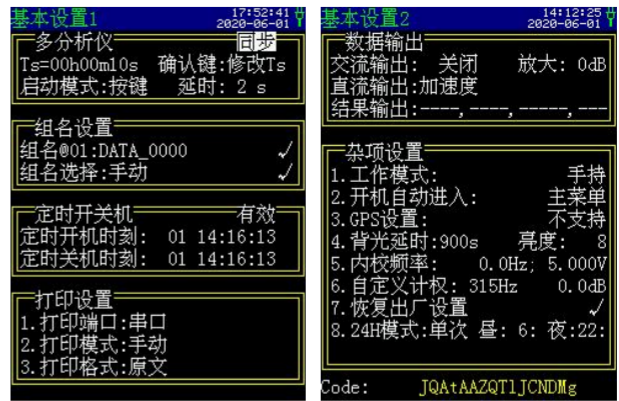 基本设置1 17:52:41
2020-06-01
多分析仪 同步
Ts=00h00m10s 确认键:修改Ts
启动模式:按键 延时: 2 s
组名设置
组名@01:DATA_0000 ✓
组名选择:手动 ✓
定时开关机 有效
定时开机时刻: 01 14:16:13
定时关机时刻: 01 14:16:13
打印设置
1.打印端口:串口
2.打印模式:手动
3.打印格式:原文
基本设置2 14:12:25
2020-06-01
数据输出
交流输出: 关闭 放大: 0dB
直流输出:加速度
结果输出:----, ----, -----, ---
杂项设置
1.工作模式: 手持
2.开机自动进入: 主菜单
3.GPS设置: 不支持
4.背光延时:900s 亮度: 8
5.内校频率: 0.0Hz; 5.000V
6.自定义计权: 315Hz 0.0dB
7.恢复出厂设置 ✓
8.24H模式:单次 昼: 6: 夜:22:
Code: JQAtAAZQTlJCNDMg